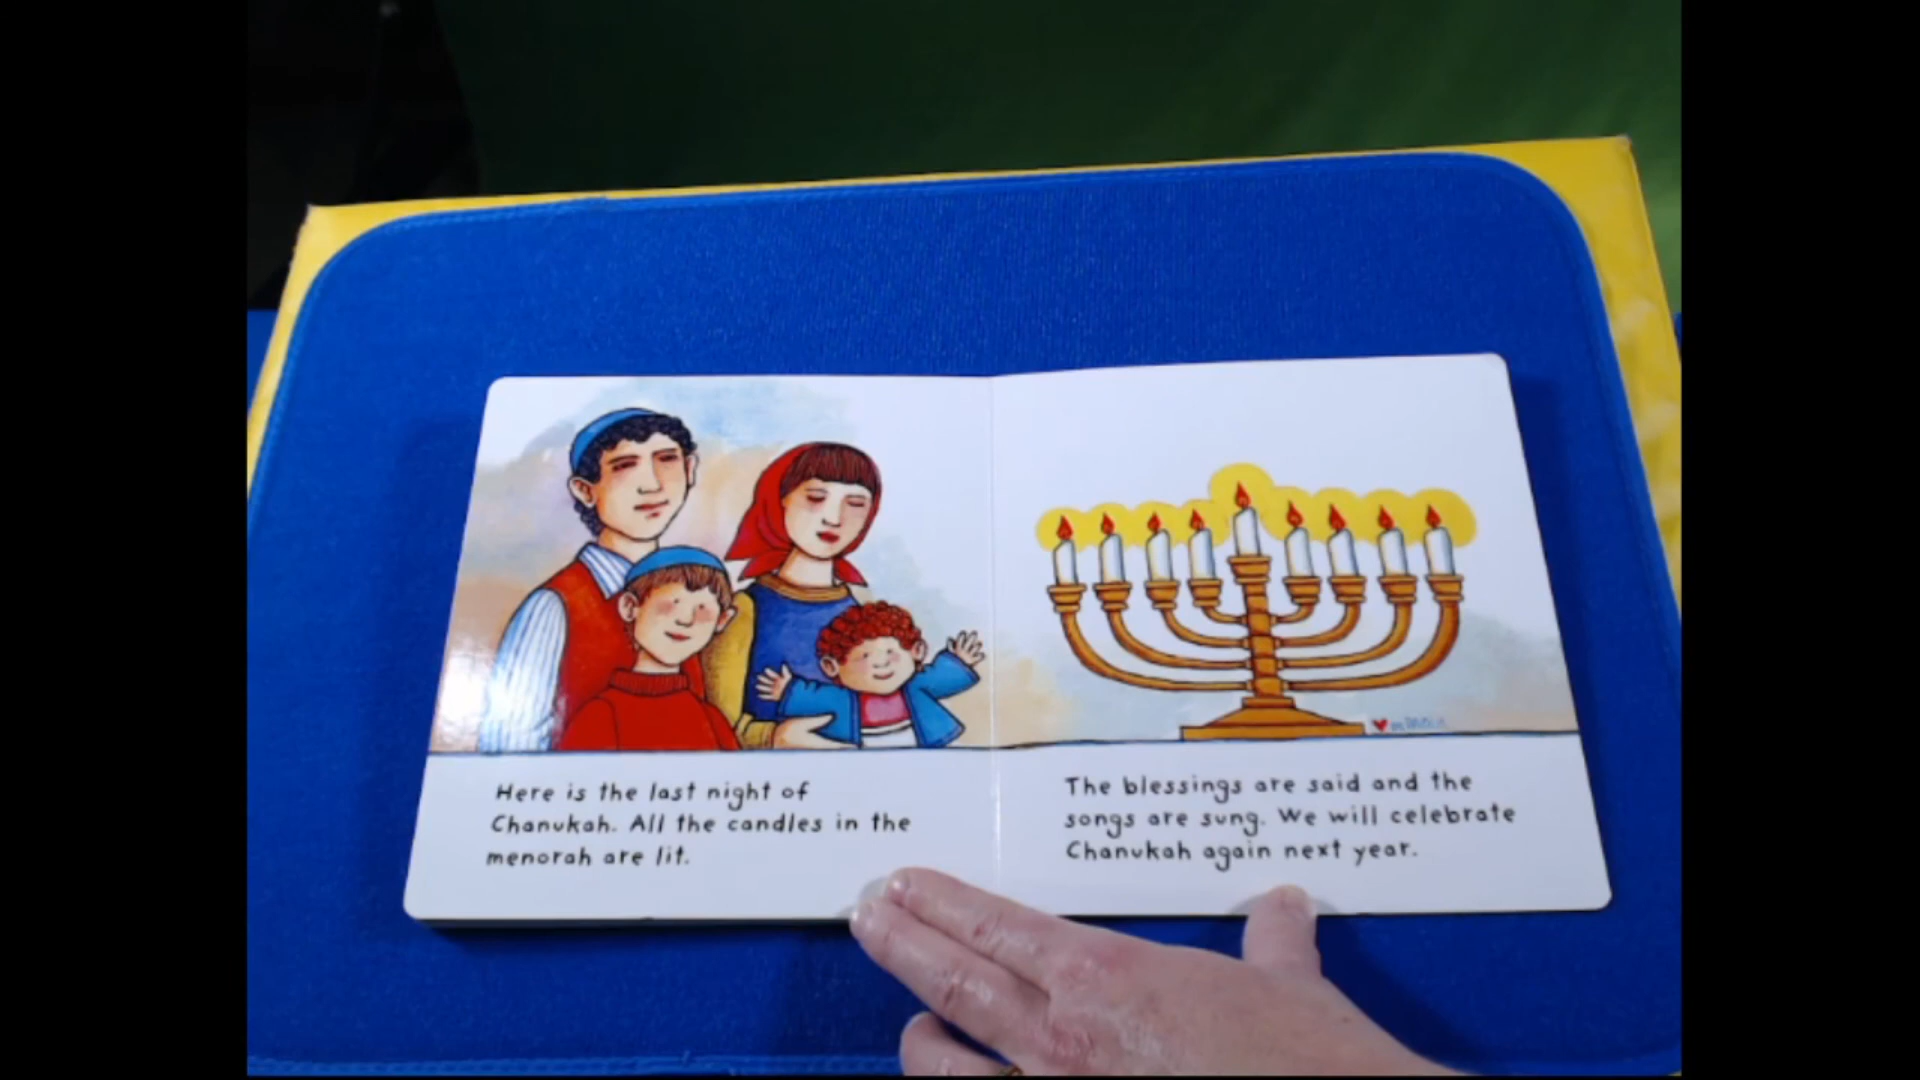 Here is the last night of
Chanukah. All the candles in the
menorah are lit.
The blessings are said and the
songs are sung. We will celebrate
Chanukah again next year.